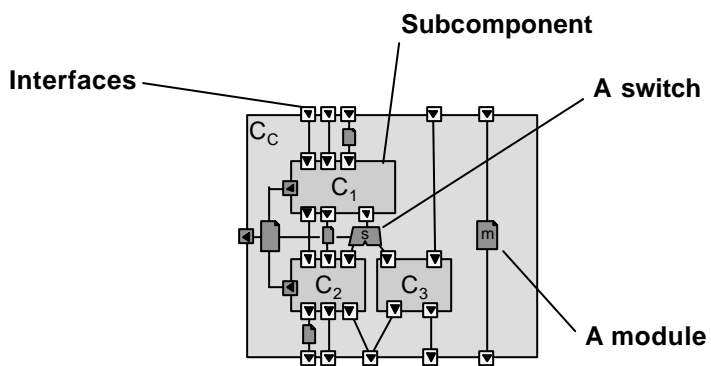 Subcomponent
Interfaces
A switch
C_C
C_1
s
m
C_2
C_3
A module